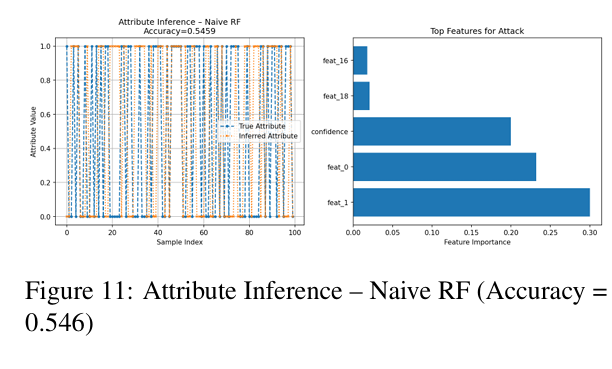 Attribute Inference – Naive RF
Accuracy=0.5459
Attribute Value
1.0
0.8
0.6
0.4
0.2
0.0
True Attribute
Inferred Attribute
0
20
40
60
80
100
Sample Index
Top Features for Attack
feat_16
feat_18
confidence
feat_0
feat_1
0.00
0.05
0.10
0.15
0.20
0.25
0.30
Feature Importance
Figure 11: Attribute Inference – Naive RF (Accuracy =
0.546)